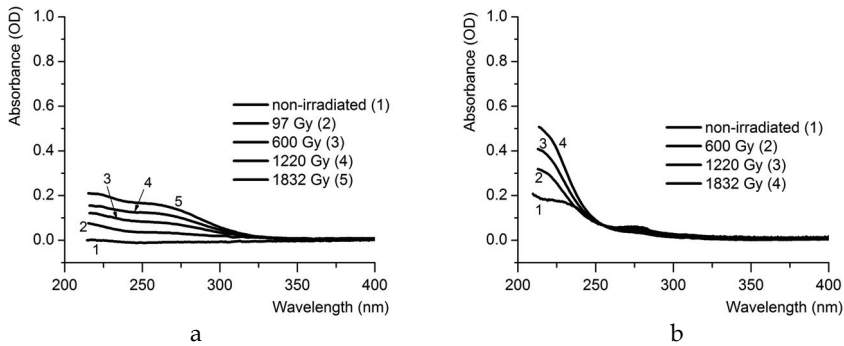 Absorbance (OD)
1.0
0.8
0.6
0.4
0.2
0.0
non-irradiated (1)
97 Gy (2)
600 Gy (3)
1220 Gy (4)
1832 Gy (5)
3
4
5
2
1
200
250
300
350
400
Wavelength (nm)
a
Absorbance (OD)
1.0
0.8
0.6
0.4
0.2
0.0
non-irradiated (1)
600 Gy (2)
1220 Gy (3)
1832 Gy (4)
4
3
2
1
200
250
300
350
400
Wavelength (nm)
b